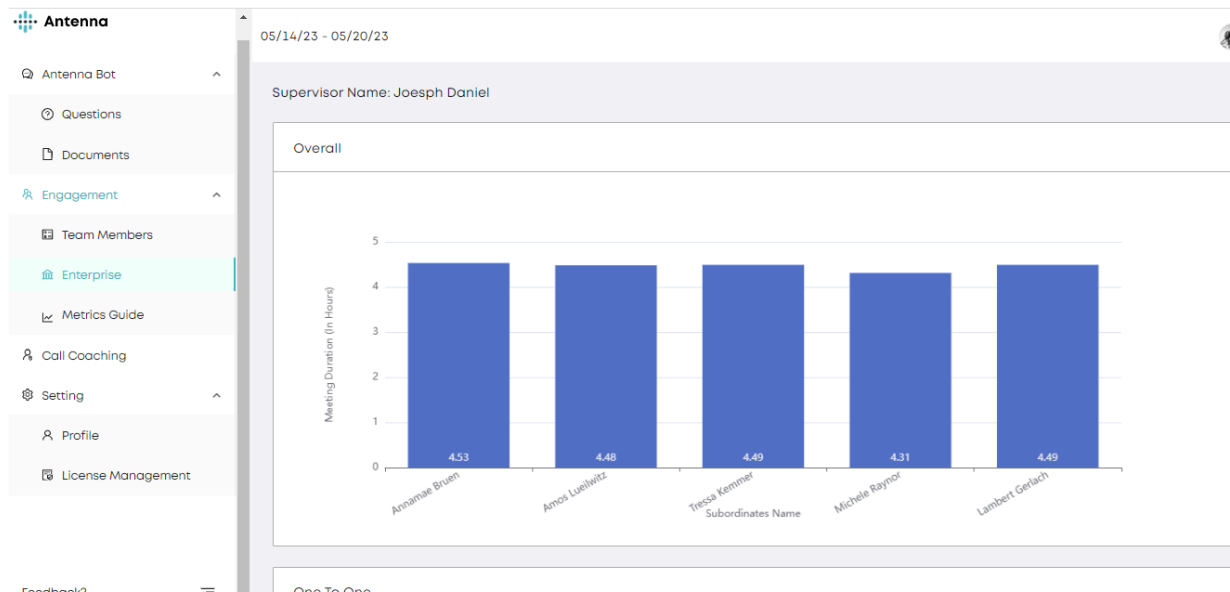 Antenna
Antenna Bot
Questions
Documents
Engagement
Team Members
Enterprise
Metrics Guide
Call Coaching
Setting
Profile
License Management
Feedback?
05/14/23 - 05/20/23
Supervisor Name: Joesph Daniel
Overall
5
4
3
2
1
0
Meeting Duration (In Hours)
4.53
4.48
4.49
4.31
4.49
Annamae Bruen
Amos Lueilwitz
Tressa Kemmer
Michele Raynor
Lambert Gerlach
Subordinates Name
One To One